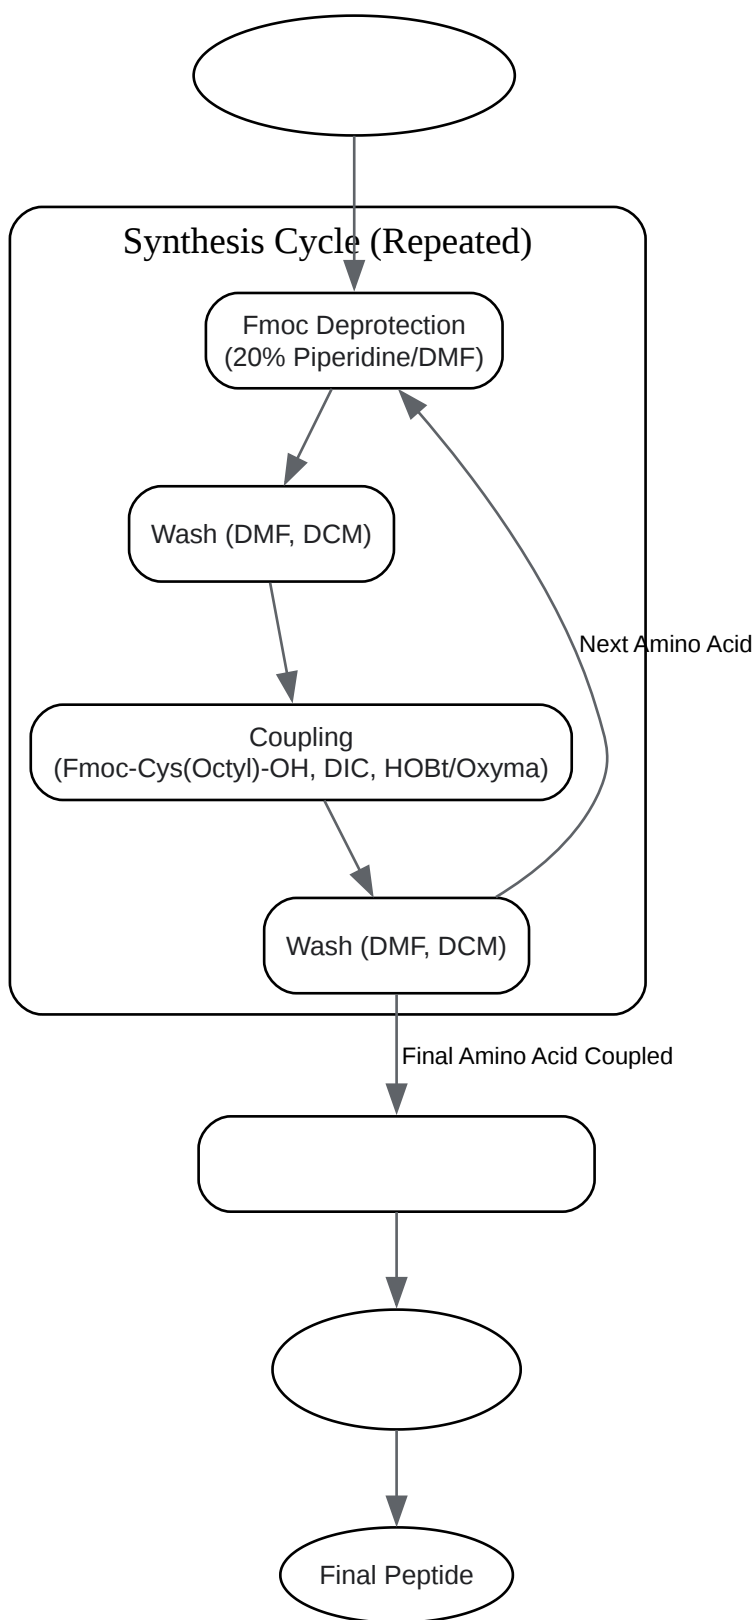 Synthesis Cycle (Repeated)
Fmoc Deprotection
(20% Piperidine/DMF)
Wash (DMF, DCM)
Next Amino Acid
Coupling
(Fmoc-Cys(Octyl)-OH, DIC, HOBt/Oxyma)
Wash (DMF, DCM)
Final Amino Acid Coupled
Final Peptide